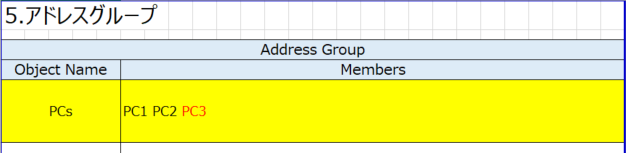 5.アドレスグループ
Address Group
Object Name Members
PCs PC1 PC2 PC3